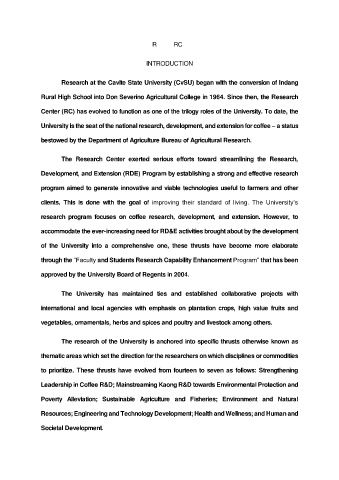 R RC
INTRODUCTION
Research at the Cavite State University (CvSU) began with the conversion of Indang
Rural High School into Don Severino Agricultural College in 1964. Since then, the Research
Center (RC) has evolved to function as one of the trilogy roles of the University. To date, the
University is the seat of the national research, development, and extension for coffee – a status
bestowed by the Department of Agriculture Bureau of Agricultural Research.
The Research Center exerted serious efforts toward streamlining the Research,
Development, and Extension (RDE) Program by establishing a strong and effective research
program aimed to generate innovative and viable technologies useful to farmers and other
clients. This is done with the goal of improving their standard of living. The University's
research program focuses on coffee research, development, and extension. However, to
accommodate the ever-increasing need for RD&E activities brought about by the development
of the University into a comprehensive one, these thrusts have become more elaborate
through the "Faculty and Students Research Capability Enhancement Program" that has been
approved by the University Board of Regents in 2004.
The University has maintained ties and established collaborative projects with
international and local agencies with emphasis on plantation crops, high value fruits and
vegetables, ornamentals, herbs and spices and poultry and livestock among others.
The research of the University is anchored into specific thrusts otherwise known as
thematic areas which set the direction for the researchers on which disciplines or commodities
to prioritize. These thrusts have evolved from fourteen to seven as follows: Strengthening
Leadership in Coffee R&D; Mainstreaming Kaong R&D towards Environmental Protection and
Poverty Alleviation; Sustainable Agriculture and Fisheries; Environment and Natural
Resources; Engineering and Technology Development; Health and Wellness; and Human and
Societal Development.